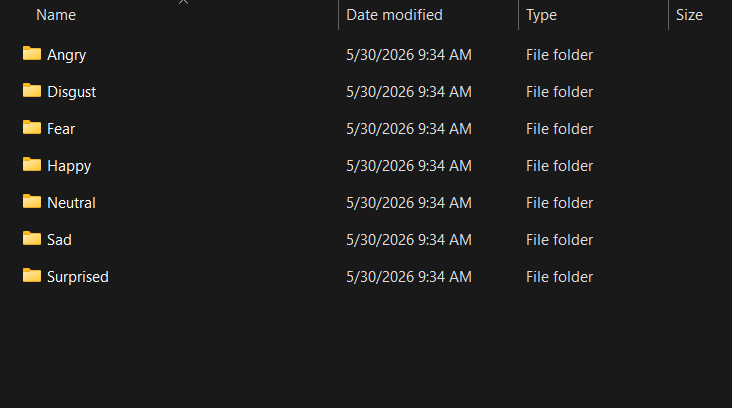 Name Date modified Type Size
Angry 5/30/2026 9:34 AM File folder
Disgust 5/30/2026 9:34 AM File folder
Fear 5/30/2026 9:34 AM File folder
Happy 5/30/2026 9:34 AM File folder
Neutral 5/30/2026 9:34 AM File folder
Sad 5/30/2026 9:34 AM File folder
Surprised 5/30/2026 9:34 AM File folder